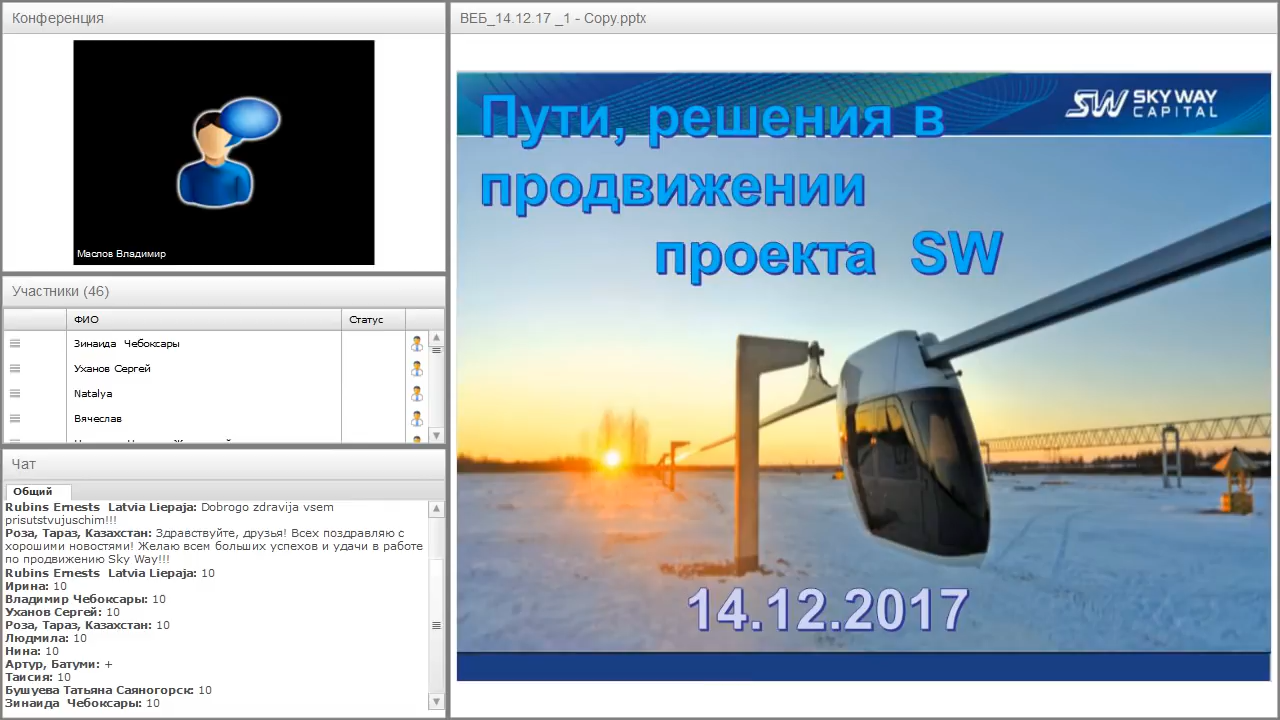 Конференция
Маслов Владимир
Участники (46)
ФИО
Статус
Зинаида Чебоксары
Уханов Сергей
Natalya
Вячеслав
Чат
Общий
Rubins Ernests Latvia Liepaja: Dobrogo zdravija vsem
prisutstvujuschim!!!
Роза, Тараз, Казахстан: Здравствуйте, друзья! Всех поздравляю с
хорошими новостями! Желаю всем больших успехов и удачи в работе
по продвижению Sky Way!!!
Rubins Ernests Latvia Liepaja: 10
Ирина: 10
Владимир Чебоксары: 10
Уханов Сергей: 10
Роза, Тараз, Казахстан: 10
Людмила: 10
Нина: 10
Артур, Батуми: +
Таисия: 10
Бушуева Татьяна Саяногорск: 10
Зинаида Чебоксары: 10
ВЕБ_14.12.17 _1 - Copy.pptx
SW SKY WAY
CAPITAL
Пути, решения в
продвижении
проекта SW
14.12.2017